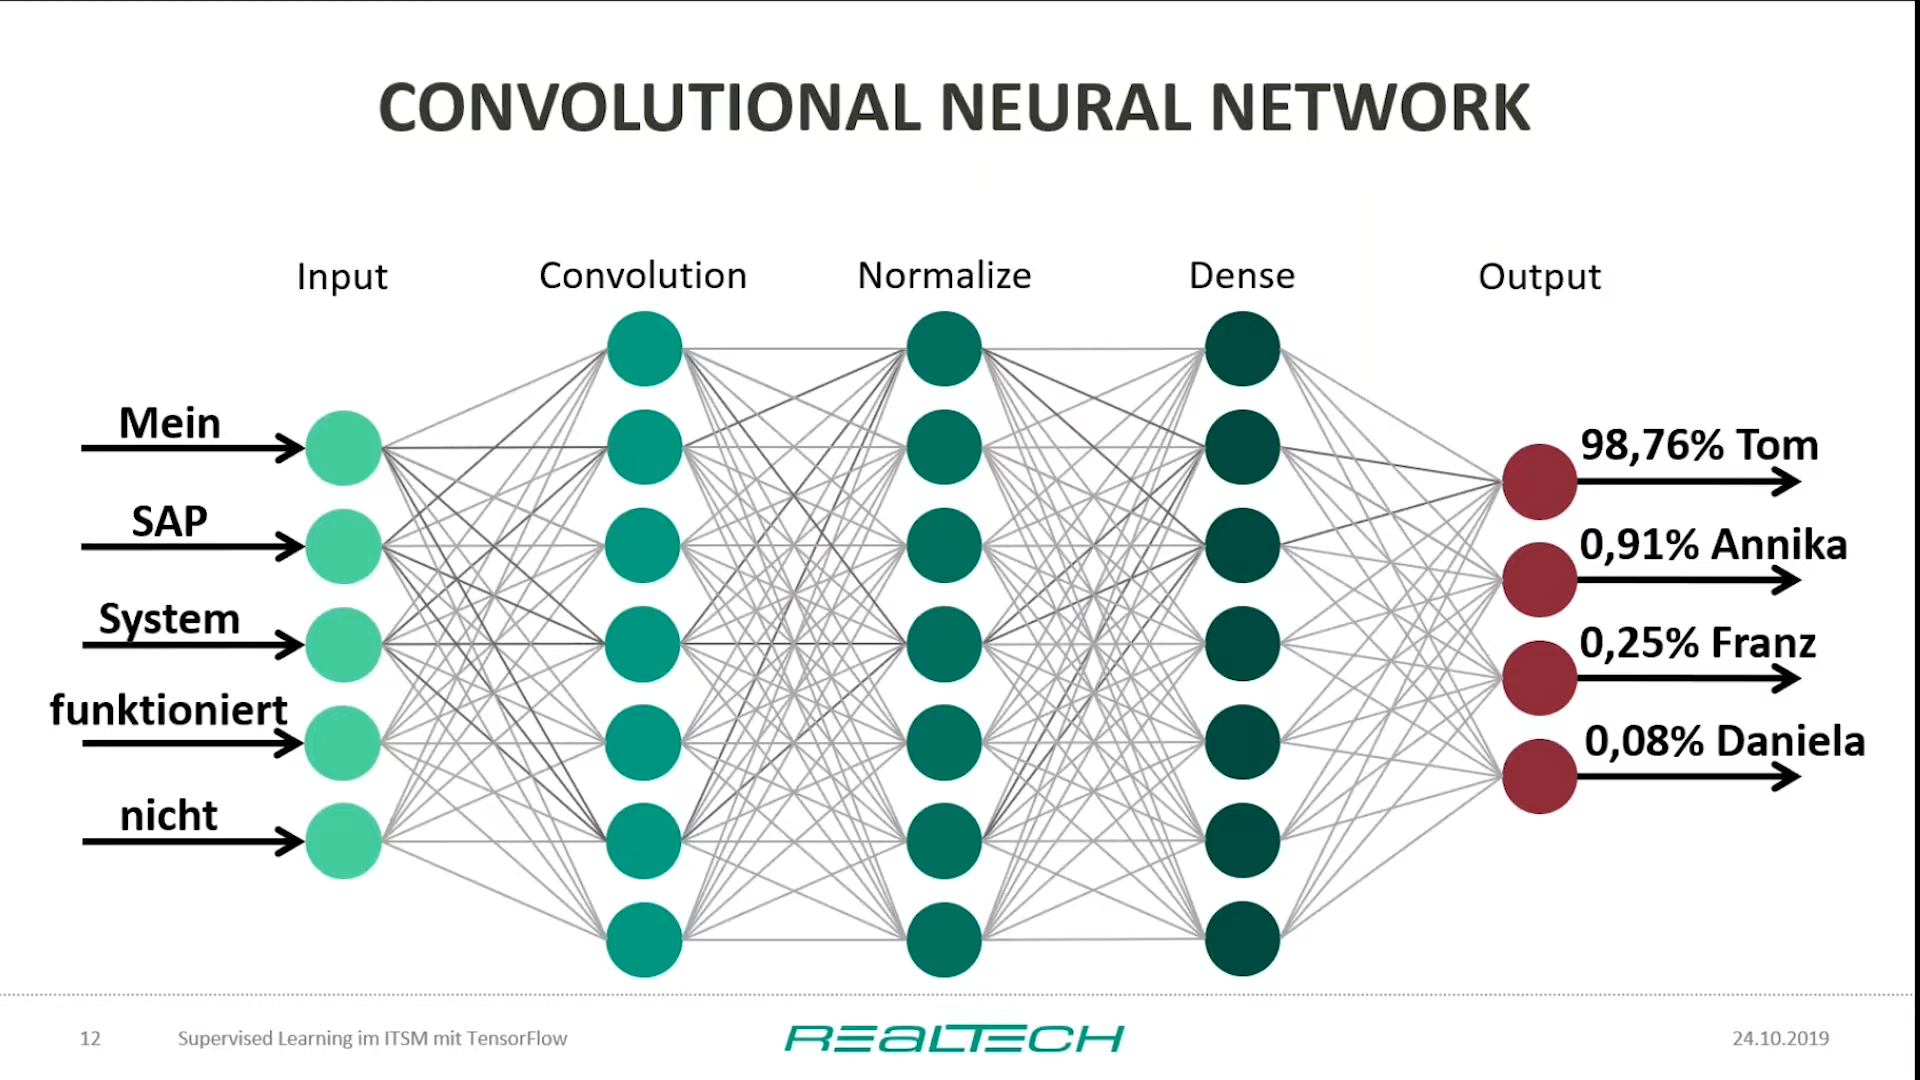 CONVOLUTIONAL NEURAL NETWORK
Input
Convolution
Normalize
Dense
Output
Mein
SAP
System
funktioniert
nicht
98,76% Tom
0,91% Annika
0,25% Franz
0,08% Daniela
12
Supervised Learning im ITSM mit TensorFlow
REALTECH
24.10.2019